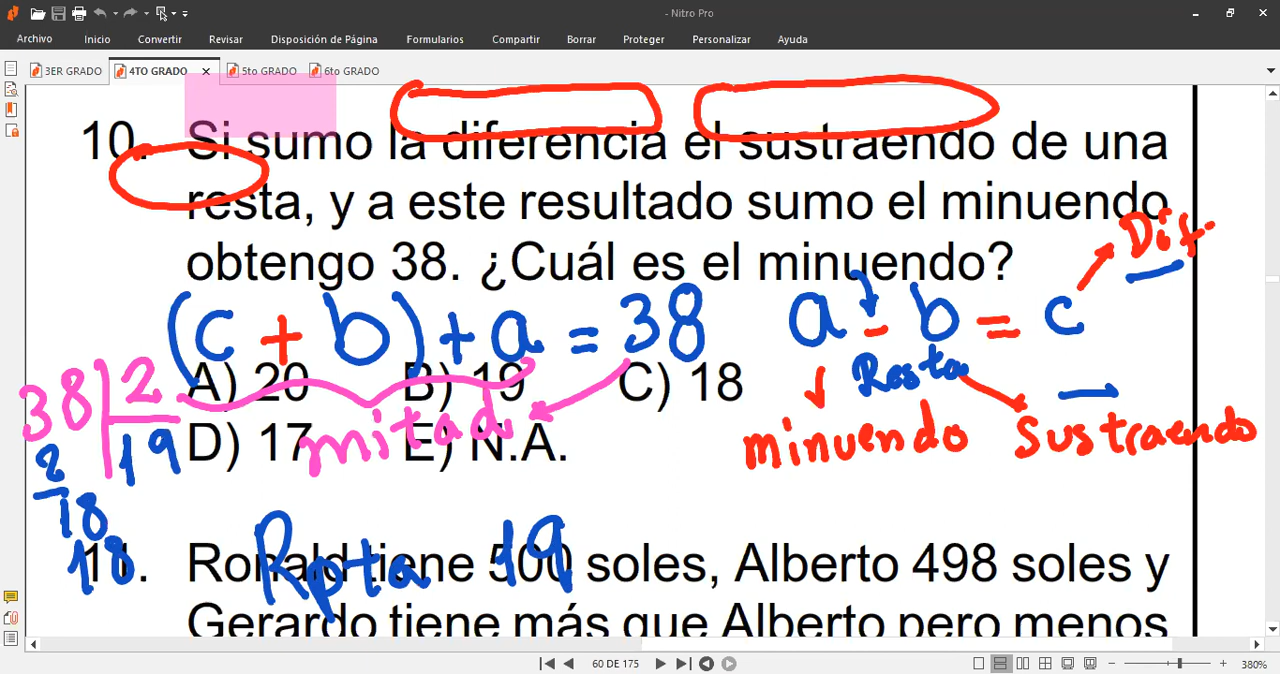 - Nitro Pro
Archivo Inicio Convertir Revisar Disposición de Página Formularios Compartir Borrar Proteger Personalizar Ayuda
3ER GRADO 4TO GRADO × 5to GRADO 6to GRADO
10. Si sumo la diferencia el sustraendo de una
resta, y a este resultado sumo el minuendo
obtengo 38. ¿Cuál es el minuendo?
Dif.
(c + b) + a = 38
a - b = c
Resta
A) 20 B) 19 C) 18
38 2
19
minuendo
Sustraendo
D) 17 E) N.A.
mitad
2
18
18
Rpta 19
11. Ronald tiene 500 soles, Alberto 498 soles y
Gerardo tiene más que Alberto pero menos
60 DE 175
380%